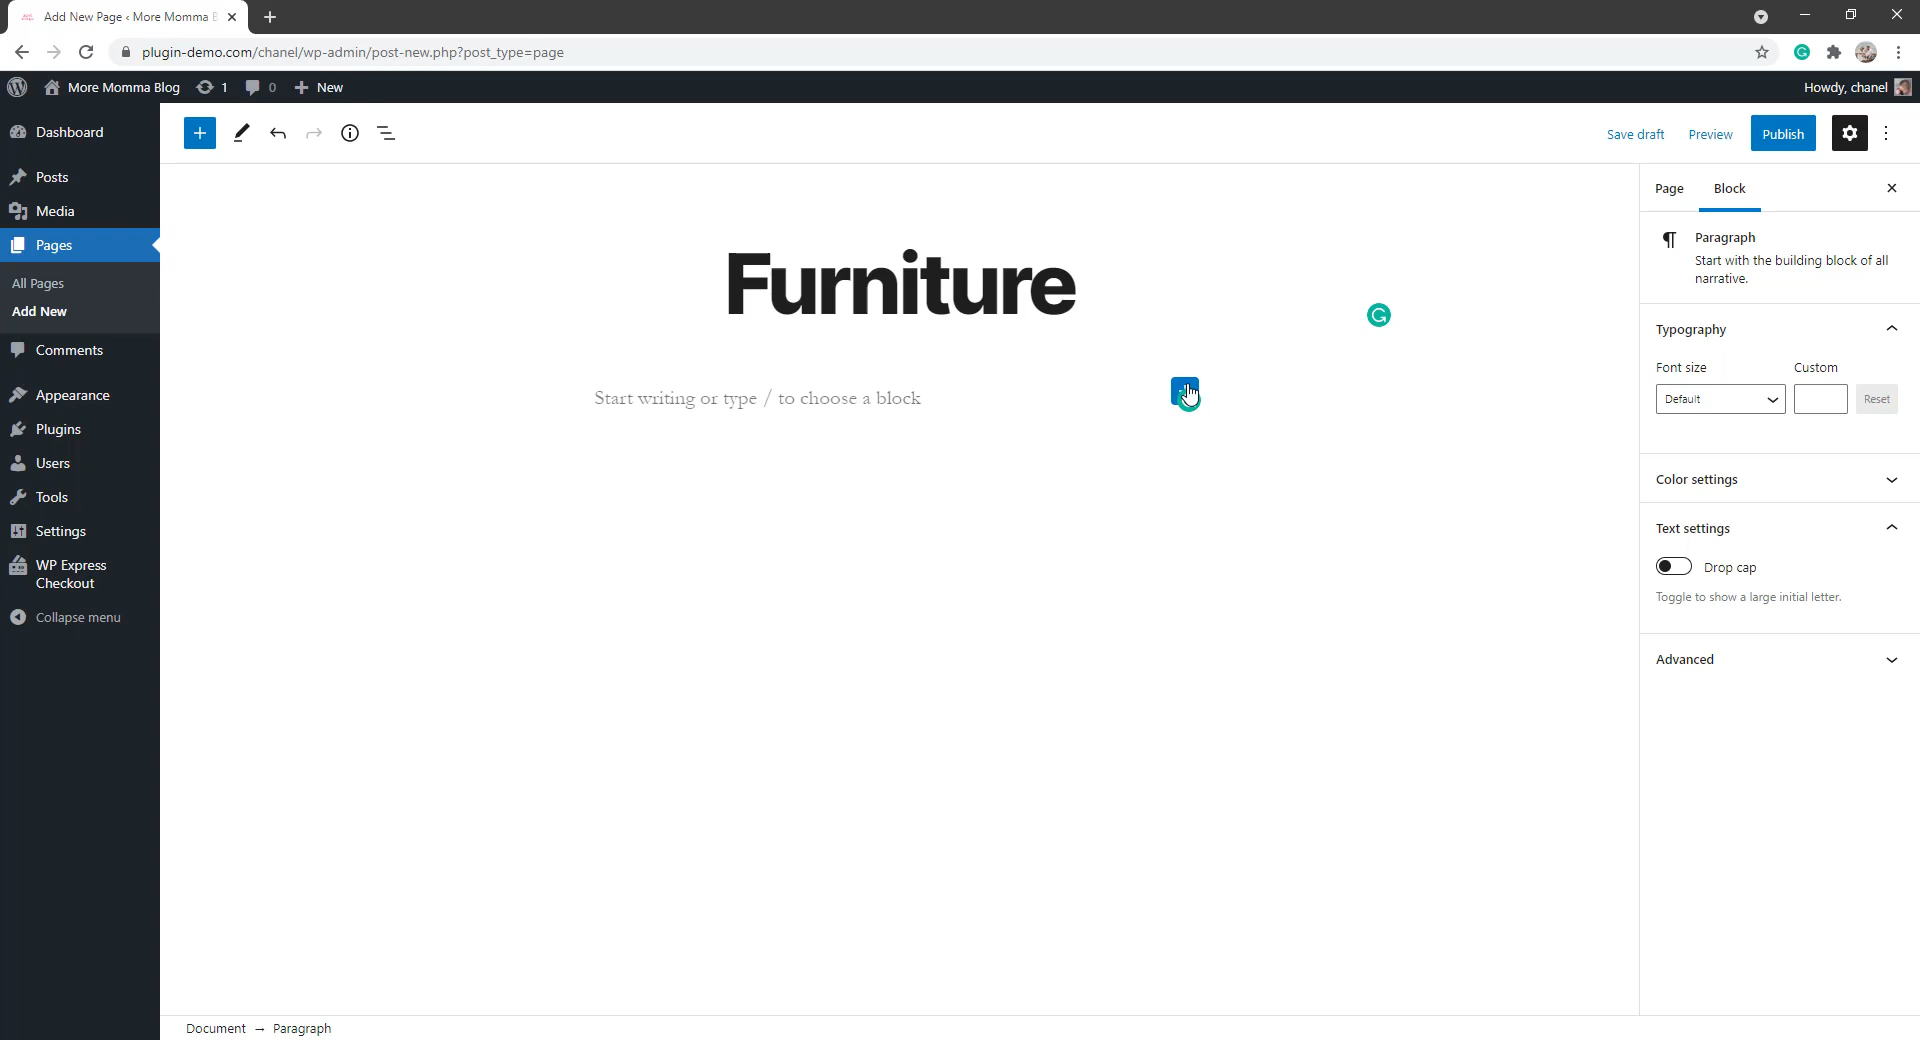 Add New Page ‹ More Momma B
plugin-demo.com/chanel/wp-admin/post-new.php?post_type=page
More Momma Blog 1 0 New Howdy, chanel
Dashboard
Posts
Media
Pages
All Pages
Add New
Comments
Appearance
Plugins
Users
Tools
Settings
WP Express
Checkout
Collapse menu
Save draft Preview Publish
Furniture
Start writing or type / to choose a block
Page Block
Paragraph
Start with the building block of all
narrative.
Typography
Font size Custom
Default Reset
Color settings
Text settings
Drop cap
Toggle to show a large initial letter.
Advanced
Document → Paragraph